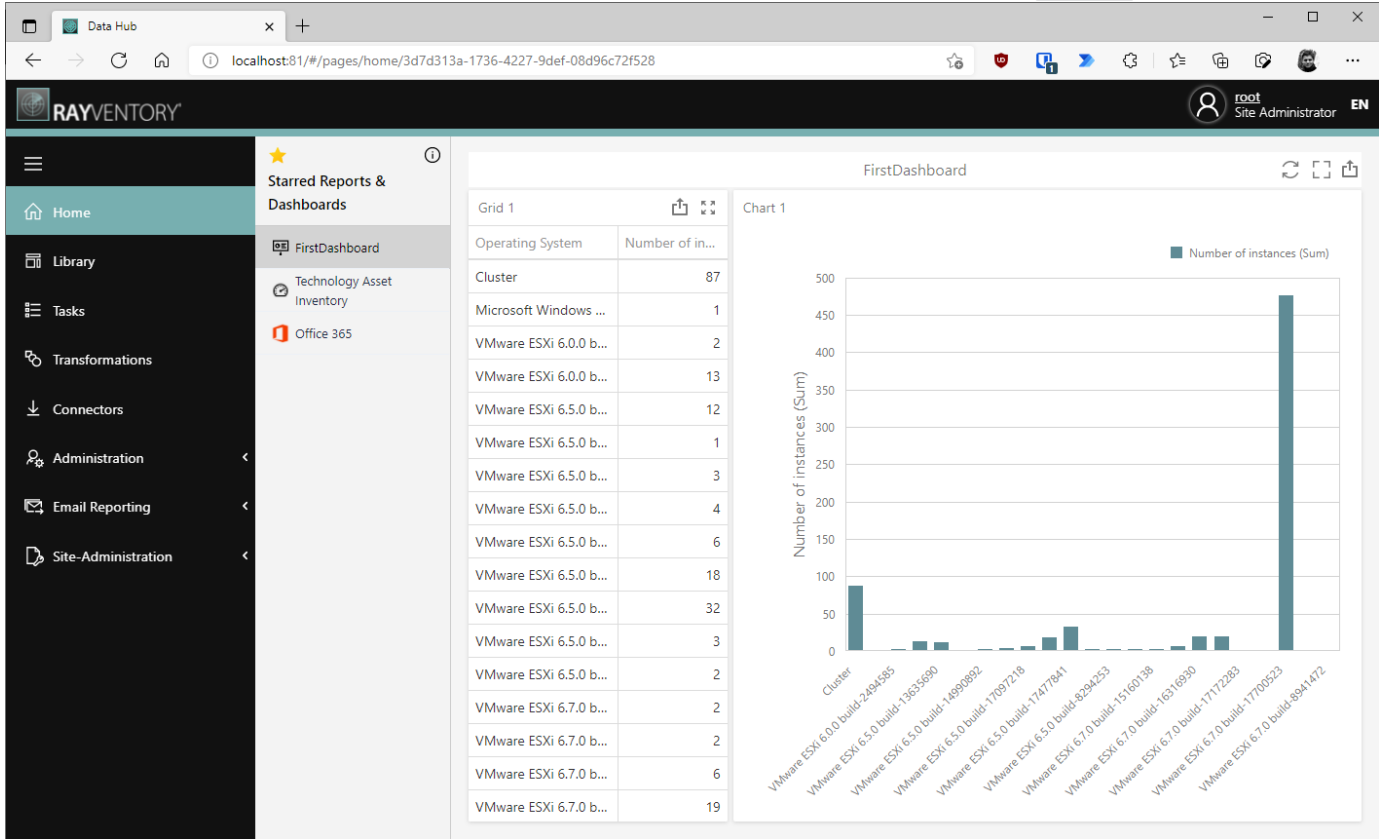 Data Hub
localhost:81/#/pages/home/3d7d313a-1736-4227-9def-08d96c72f528
1
RAYVENTORY
root
Site Administrator
EN
Home
Library
Tasks
Transformations
Connectors
Administration
Email Reporting
Site-Administration
Starred Reports &
Dashboards
FirstDashboard
Technology Asset
Inventory
Office 365
FirstDashboard
Grid 1
Operating System Number of in...
Cluster 87
Microsoft Windows ... 1
VMware ESXi 6.0.0 b... 2
VMware ESXi 6.0.0 b... 13
VMware ESXi 6.5.0 b... 12
VMware ESXi 6.5.0 b... 1
VMware ESXi 6.5.0 b... 3
VMware ESXi 6.5.0 b... 4
VMware ESXi 6.5.0 b... 6
VMware ESXi 6.5.0 b... 18
VMware ESXi 6.5.0 b... 32
VMware ESXi 6.5.0 b... 3
VMware ESXi 6.5.0 b... 2
VMware ESXi 6.7.0 b... 2
VMware ESXi 6.7.0 b... 2
VMware ESXi 6.7.0 b... 6
VMware ESXi 6.7.0 b... 19
Chart 1
Number of instances (Sum)
Number of instances (Sum)
500
450
400
350
300
250
200
150
100
50
0
Cluster
VMware ESXi 6.0.0 build-2494585
VMware ESXi 6.5.0 build-13635690
VMware ESXi 6.5.0 build-14990892
VMware ESXi 6.5.0 build-17097218
VMware ESXi 6.5.0 build-17477841
VMware ESXi 6.5.0 build-8294253
VMware ESXi 6.7.0 build-15160138
VMware ESXi 6.7.0 build-16316930
VMware ESXi 6.7.0 build-17172283
VMware ESXi 6.7.0 build-17700523
VMware ESXi 6.7.0 build-8941472